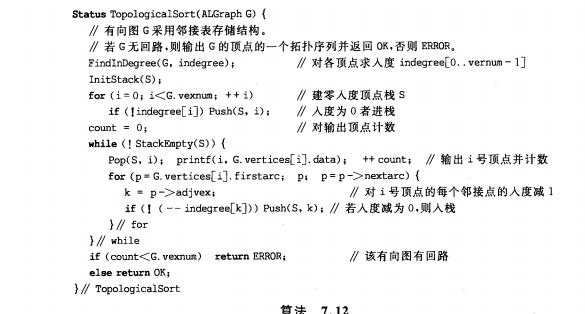 Status TopologicalSort(ALGraph G) {
// 有向图 G 采用邻接表存储结构。
// 若 G 无回路,则输出 G 的顶点的一个拓扑序列并返回 OK,否则 ERROR。
FindInDegree(G, indegree); // 对各顶点求入度 indegree[0..vernum-1]
InitStack(S);
for (i=0; i<G.vexnum; ++i) // 建零入度顶点栈 S
if (!indegree[i]) Push(S, i); // 入度为 0 者进栈
count = 0; // 对输出顶点计数
while (! StackEmpty(S)) {
Pop(S, i); printf(i, G.vertices[i].data); ++count; // 输出 i 号顶点并计数
for (p=G.vertices[i].firstarc; p; p=p->nextarc) {
k = p->adjvex; // 对 i 号顶点的每个邻接点的入度减 1
if (! (--indegree[k])) Push(S, k); // 若入度减为 0,则入栈
}// for
}// while
if (count<G.vexnum) return ERROR; // 该有向图有回路
else return OK;
}// TopologicalSort
算法 7.12